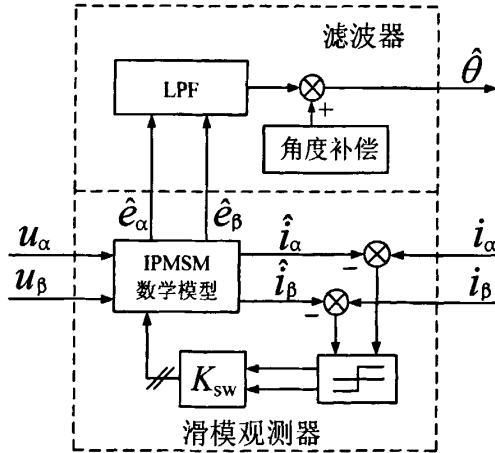 滤波器
LPF
θ̂
+
角度补偿
ê_α ê_β
u_α
u_β
IPMSM
数学模型
î_α
î_β
−
−
i_α
i_β
K_sw
滑模观测器